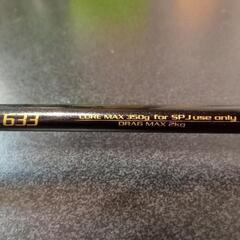 633 LURE MAX 350g for SPJ use only
DRAG MAX 2kg